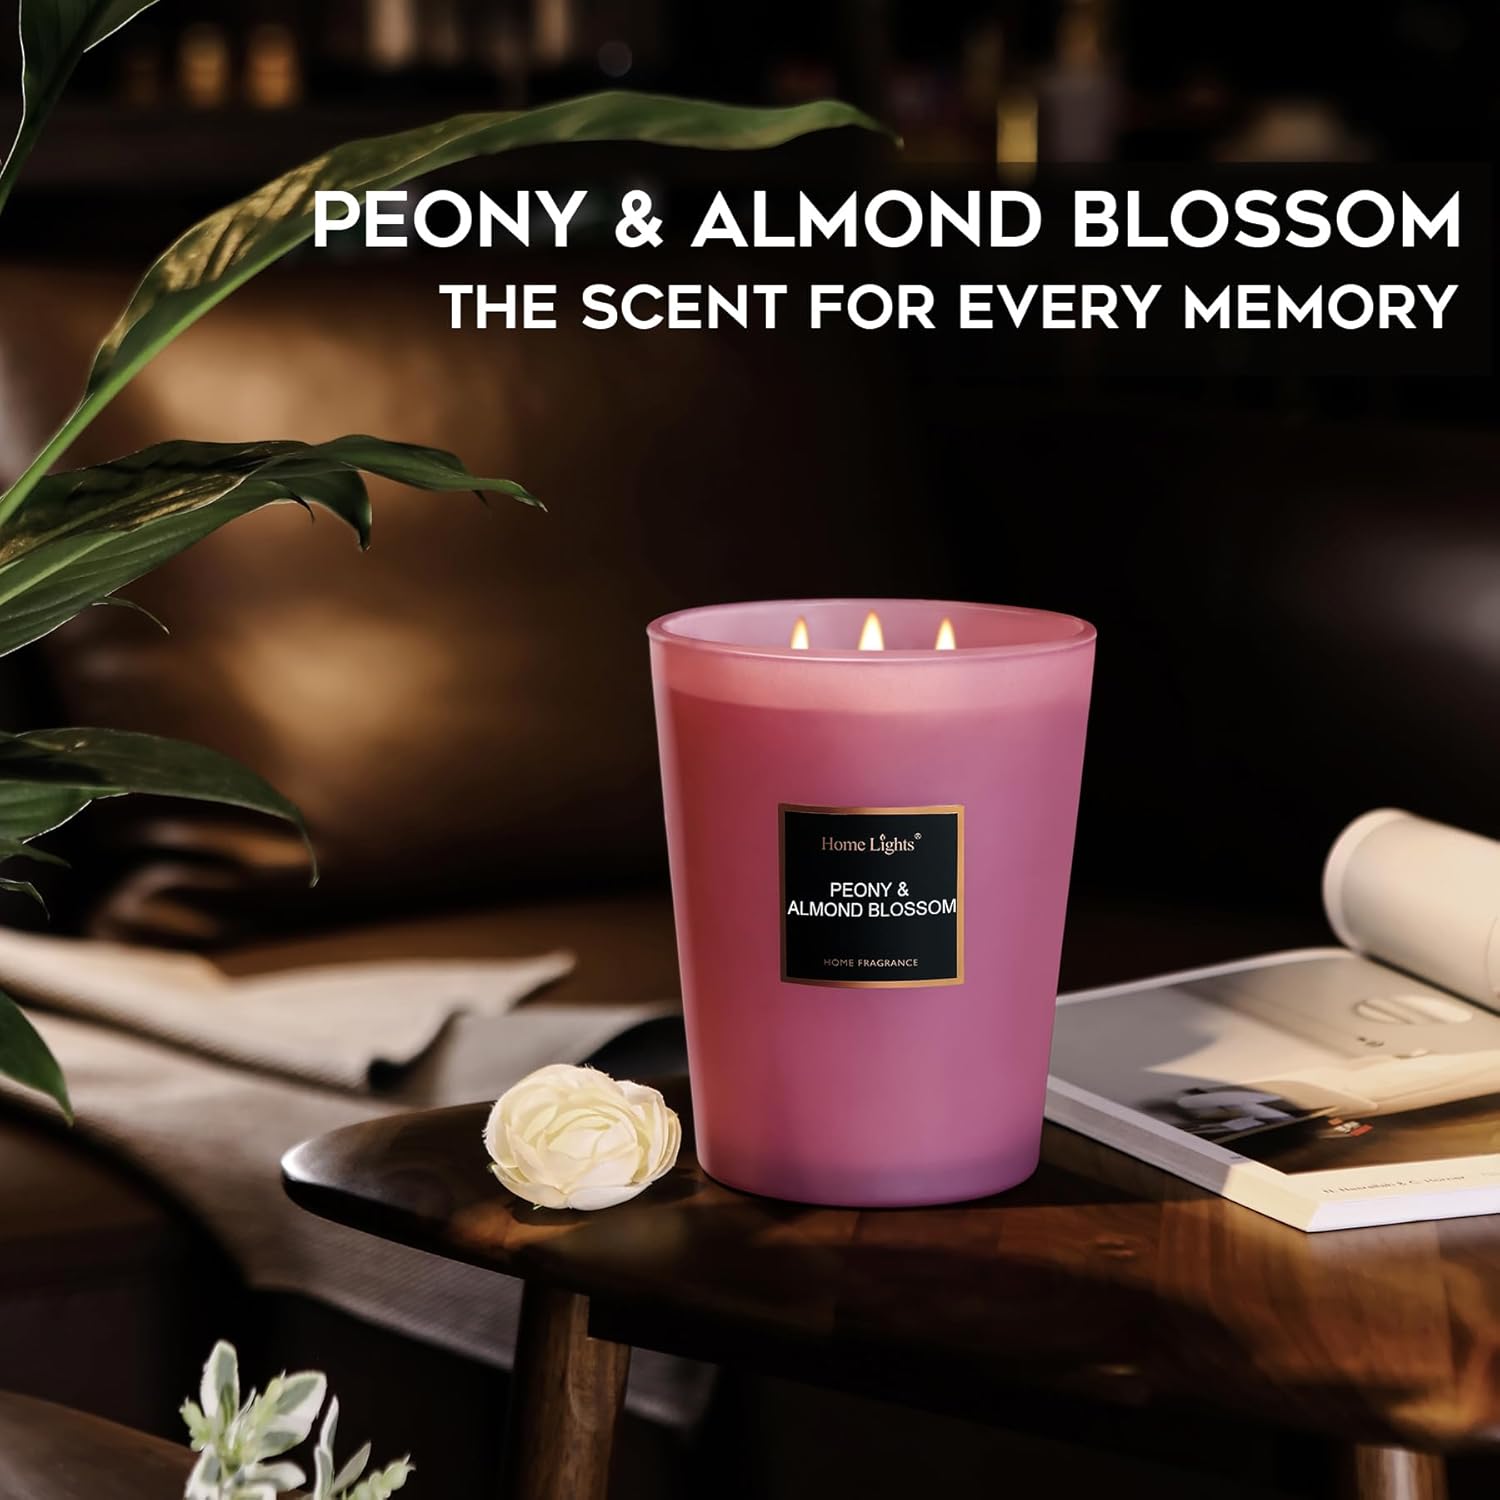 PEONY & ALMOND BLOSSOM
THE SCENT FOR EVERY MEMORY
Home Lights®
PEONY &
ALMOND BLOSSOM
HOME FRAGRANCE